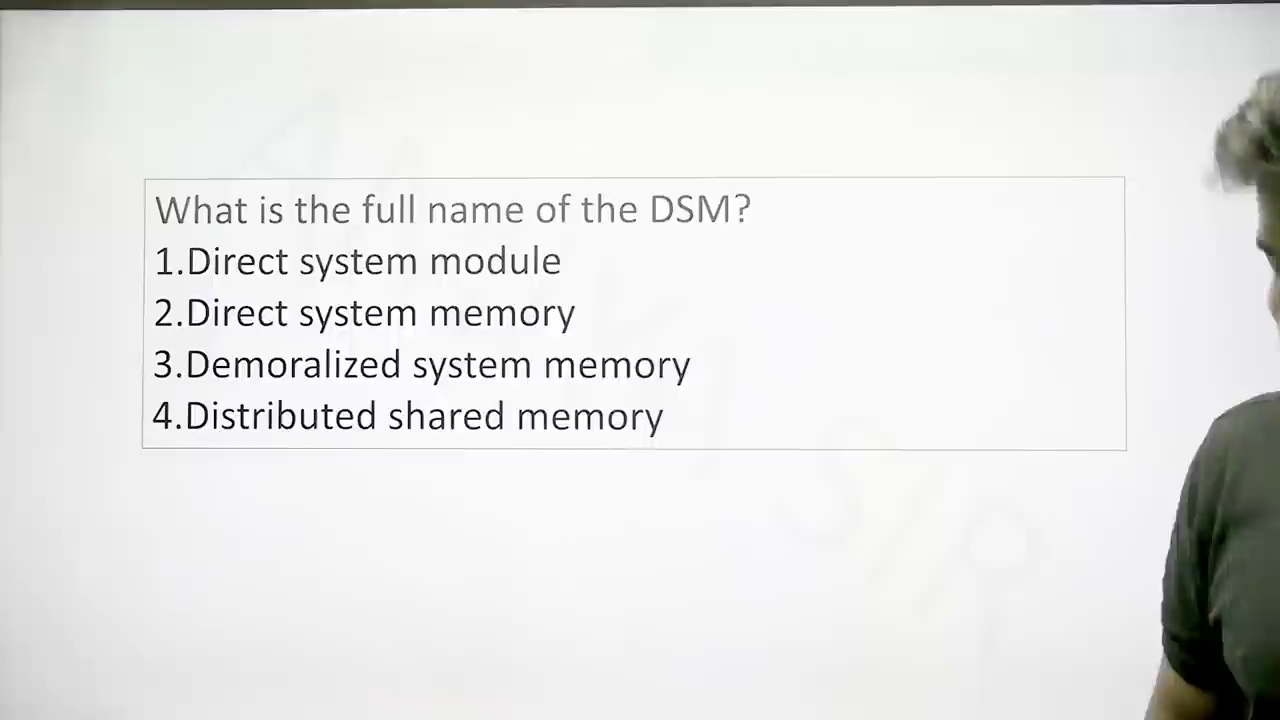 What is the full name of the DSM?
1.Direct system module
2.Direct system memory
3.Demoralized system memory
4.Distributed shared memory